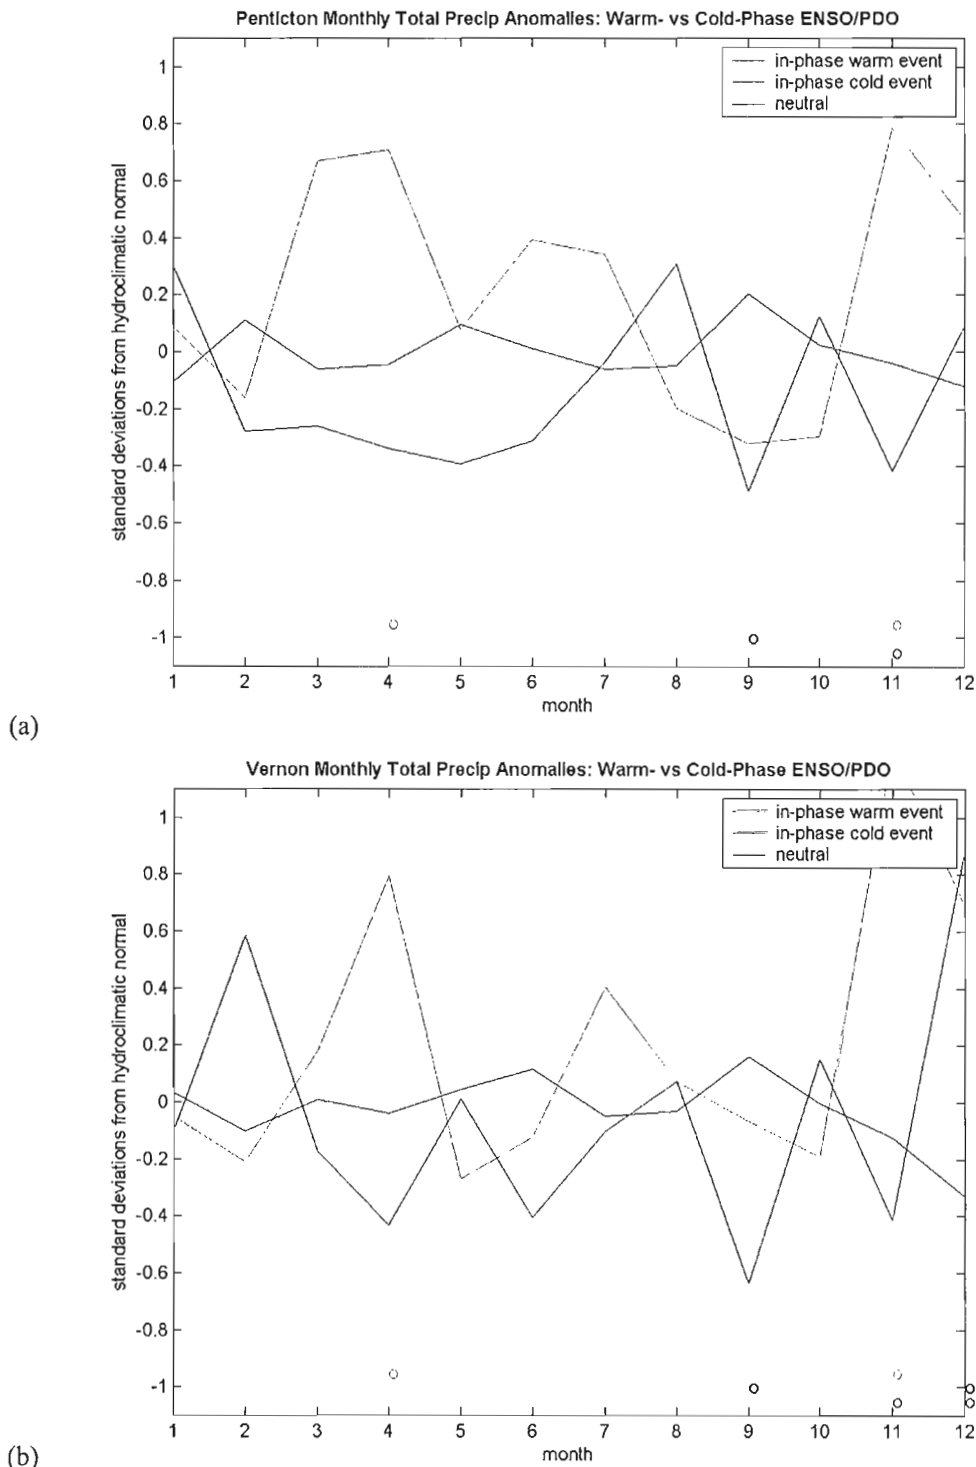 Penticton Monthly Total Precip Anomalies: Warm- vs Cold-Phase ENSO/PDO
in-phase warm event
in-phase cold event
neutral
standard deviations from hydroclimatic normal
1
0.8
0.6
0.4
0.2
0
-0.2
-0.4
-0.6
-0.8
-1
1 2 3 4 5 6 7 8 9 10 11 12
month
(a)
Vernon Monthly Total Precip Anomalies: Warm- vs Cold-Phase ENSO/PDO
in-phase warm event
in-phase cold event
neutral
standard deviations from hydroclimatic normal
1
0.8
0.6
0.4
0.2
0
-0.2
-0.4
-0.6
-0.8
-1
1 2 3 4 5 6 7 8 9 10 11 12
month
(b)